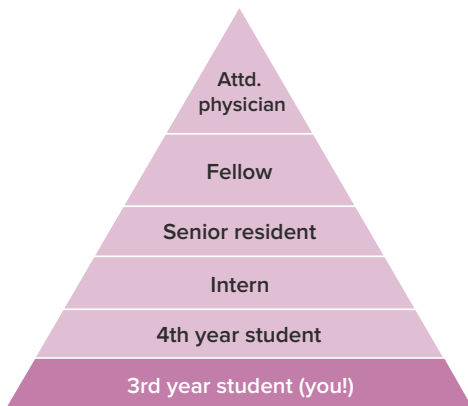 Attd.
physician
Fellow
Senior resident
Intern
4th year student
3rd year student (you!)